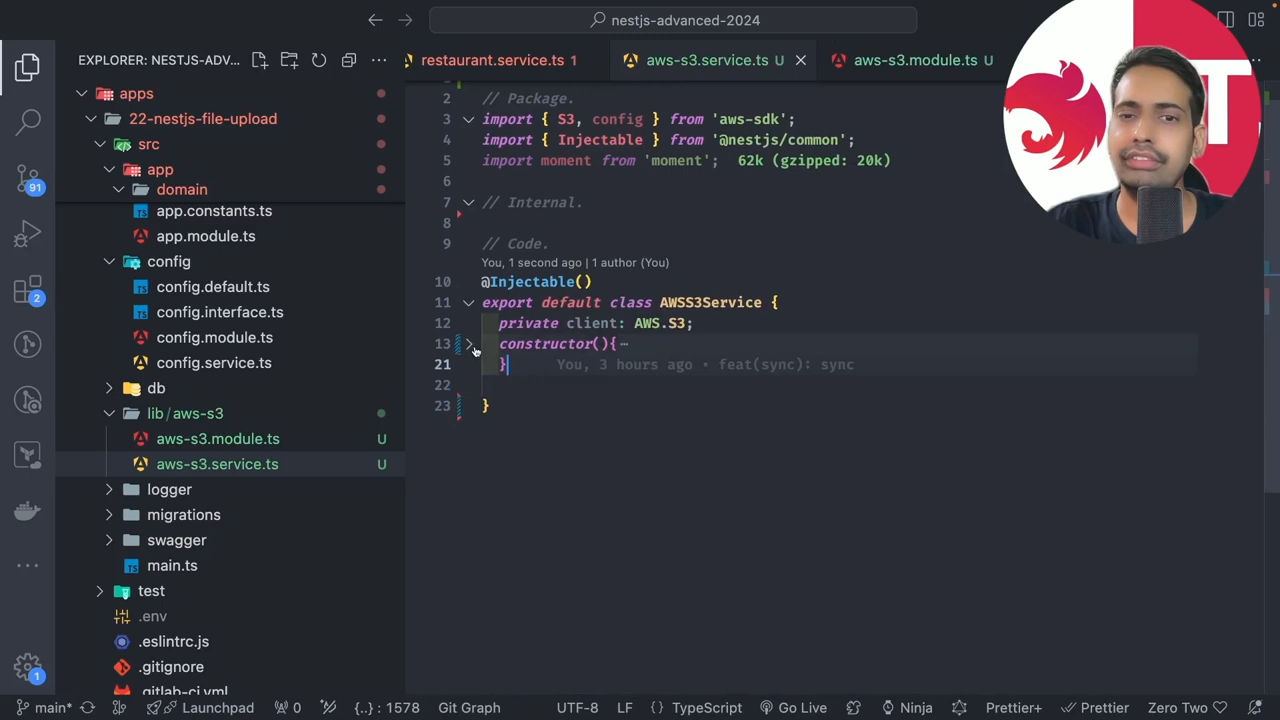 nestjs-advanced-2024
EXPLORER: NESTJS-ADV...
apps
22-nestjs-file-upload
src
app
domain
app.constants.ts
app.module.ts
config
config.default.ts
config.interface.ts
config.module.ts
config.service.ts
db
lib/aws-s3
aws-s3.module.ts U
aws-s3.service.ts U
logger
migrations
swagger
main.ts
test
.env
.eslintrc.js
.gitignore
.gitlab-ci.yml
91
2
1
restaurant.service.ts 1
aws-s3.service.ts U
aws-s3.module.ts U
2 // Package.
3 import { S3, config } from 'aws-sdk';
4 import { Injectable } from '@nestjs/common';
5 import moment from 'moment'; 62k (gzipped: 20k)
6
7 // Internal.
8
9 // Code.
You, 1 second ago | 1 author (You)
10 @Injectable()
11 export default class AWSS3Service {
12 private client: AWS.S3;
13 constructor(){
21 } You, 3 hours ago • feat(sync): sync
22
23 }
T
main* Launchpad 0 {..} : 1578 Git Graph UTF-8 LF {} TypeScript Go Live Ninja Prettier+ Prettier Zero Two